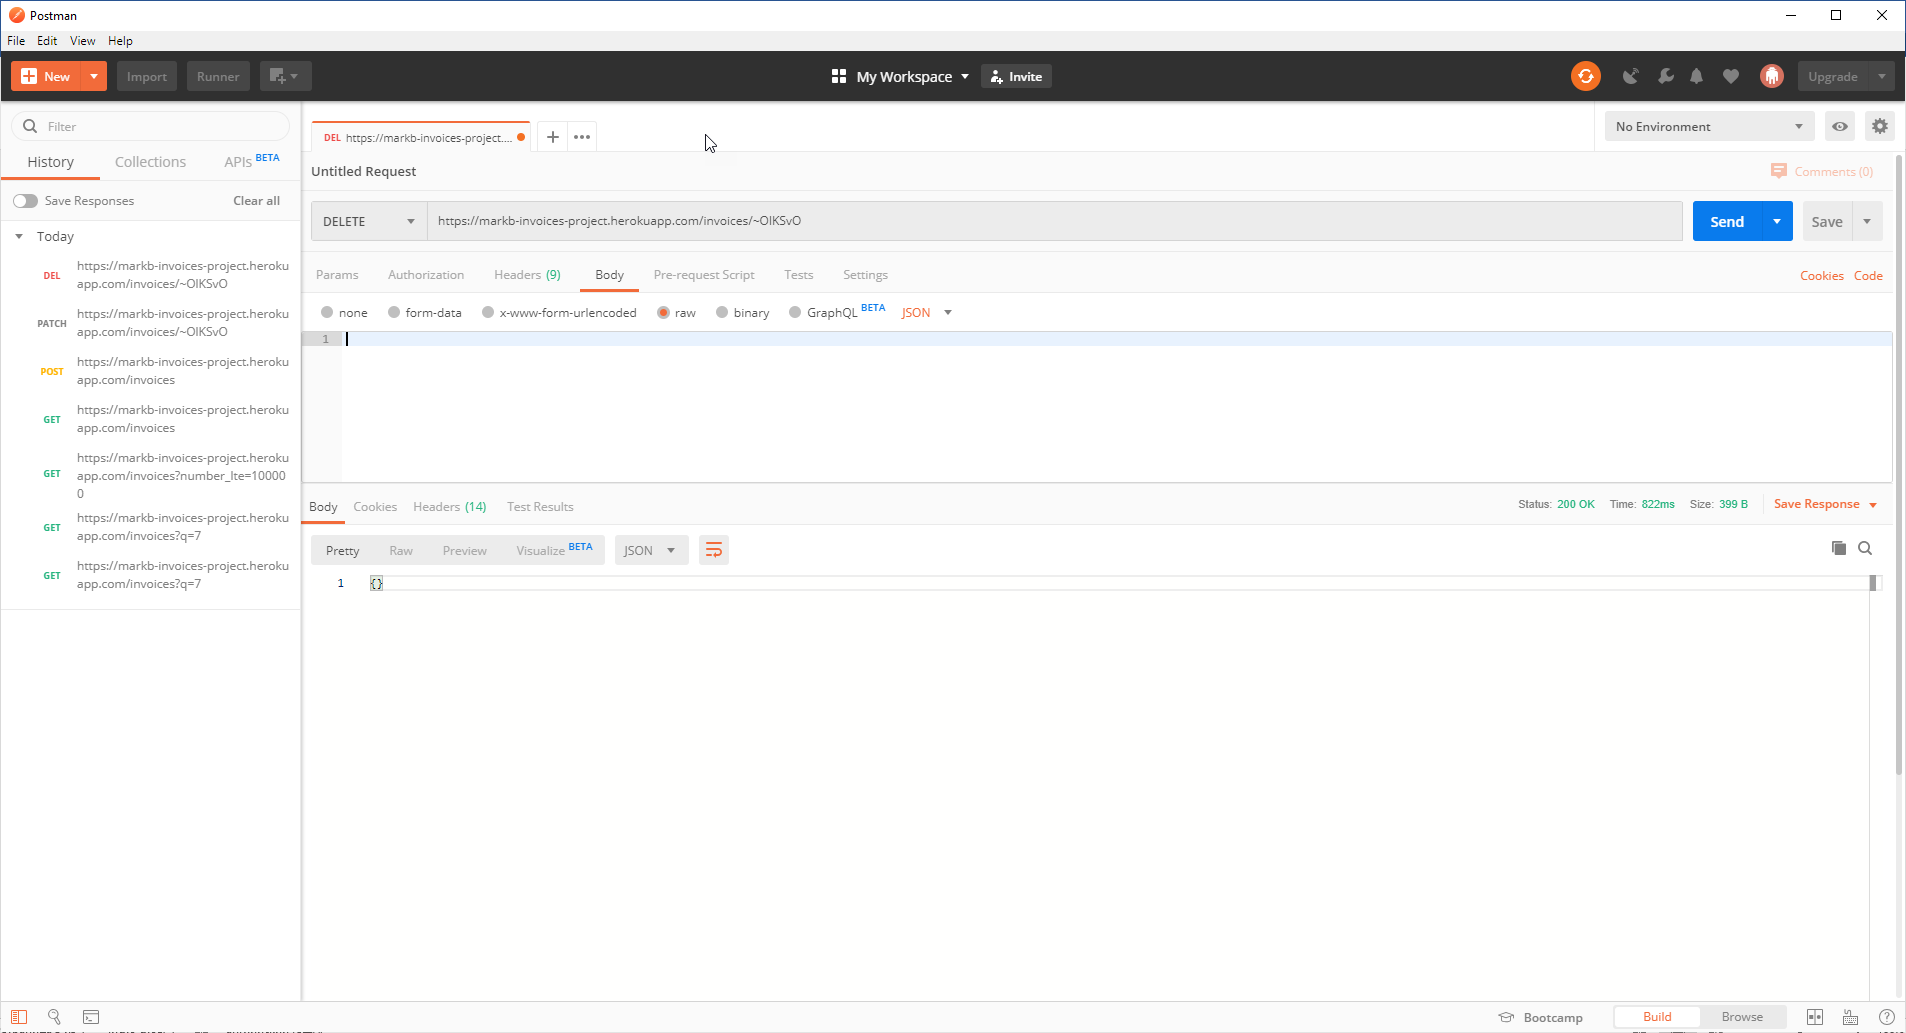 Postman
File Edit View Help
New Import Runner My Workspace Invite Upgrade
Filter
History Collections APIs BETA
Save Responses Clear all
Today
DEL https://markb-invoices-project.heroku
app.com/invoices/~OIKSvO
PATCH https://markb-invoices-project.heroku
app.com/invoices/~OIKSvO
POST https://markb-invoices-project.heroku
app.com/invoices
GET https://markb-invoices-project.heroku
app.com/invoices
GET https://markb-invoices-project.heroku
app.com/invoices?number_lte=10000
0
GET https://markb-invoices-project.heroku
app.com/invoices?q=7
GET https://markb-invoices-project.heroku
app.com/invoices?q=7
DEL https://markb-invoices-project.... + •••
No Environment
Untitled Request Comments (0)
DELETE https://markb-invoices-project.herokuapp.com/invoices/~OIKSvO Send Save
Params Authorization Headers (9) Body Pre-request Script Tests Settings Cookies Code
none form-data x-www-form-urlencoded raw binary GraphQL BETA JSON
1
Body Cookies Headers (14) Test Results Status: 200 OK Time: 822ms Size: 399 B Save Response
Pretty Raw Preview Visualize BETA JSON
1 {}
Bootcamp Build Browse